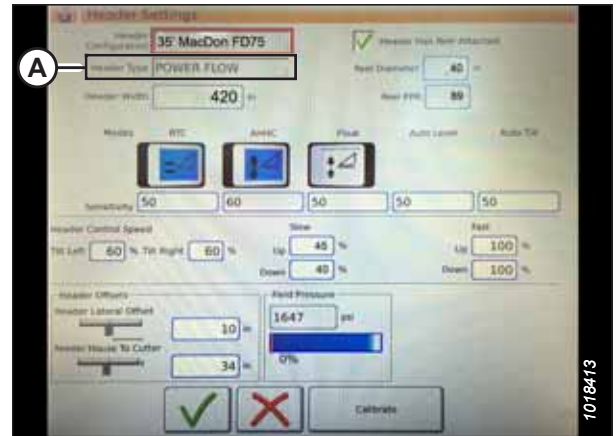 Header Settings
Header Configuration 35' MacDon FD75 Header Has Reel Attached
A Header Type POWER FLOW Reel Diameter 40 in
Header Width 420 in Reel PPR 89
Modes RTC AHHC Float Auto Level Auto Tilt
Sensitivity 50 60 50 50 50
Header Control Speed Slow Fast
Tilt Left 60 % Tilt Right 60 % Up 45 % Up 100 %
Down 40 % Down 100 %
Header Offsets Field Pressure
Header Lateral Offset 1647 psi
10 in
Feeder House To Cutter 0%
34 in
Calibrate
1018413